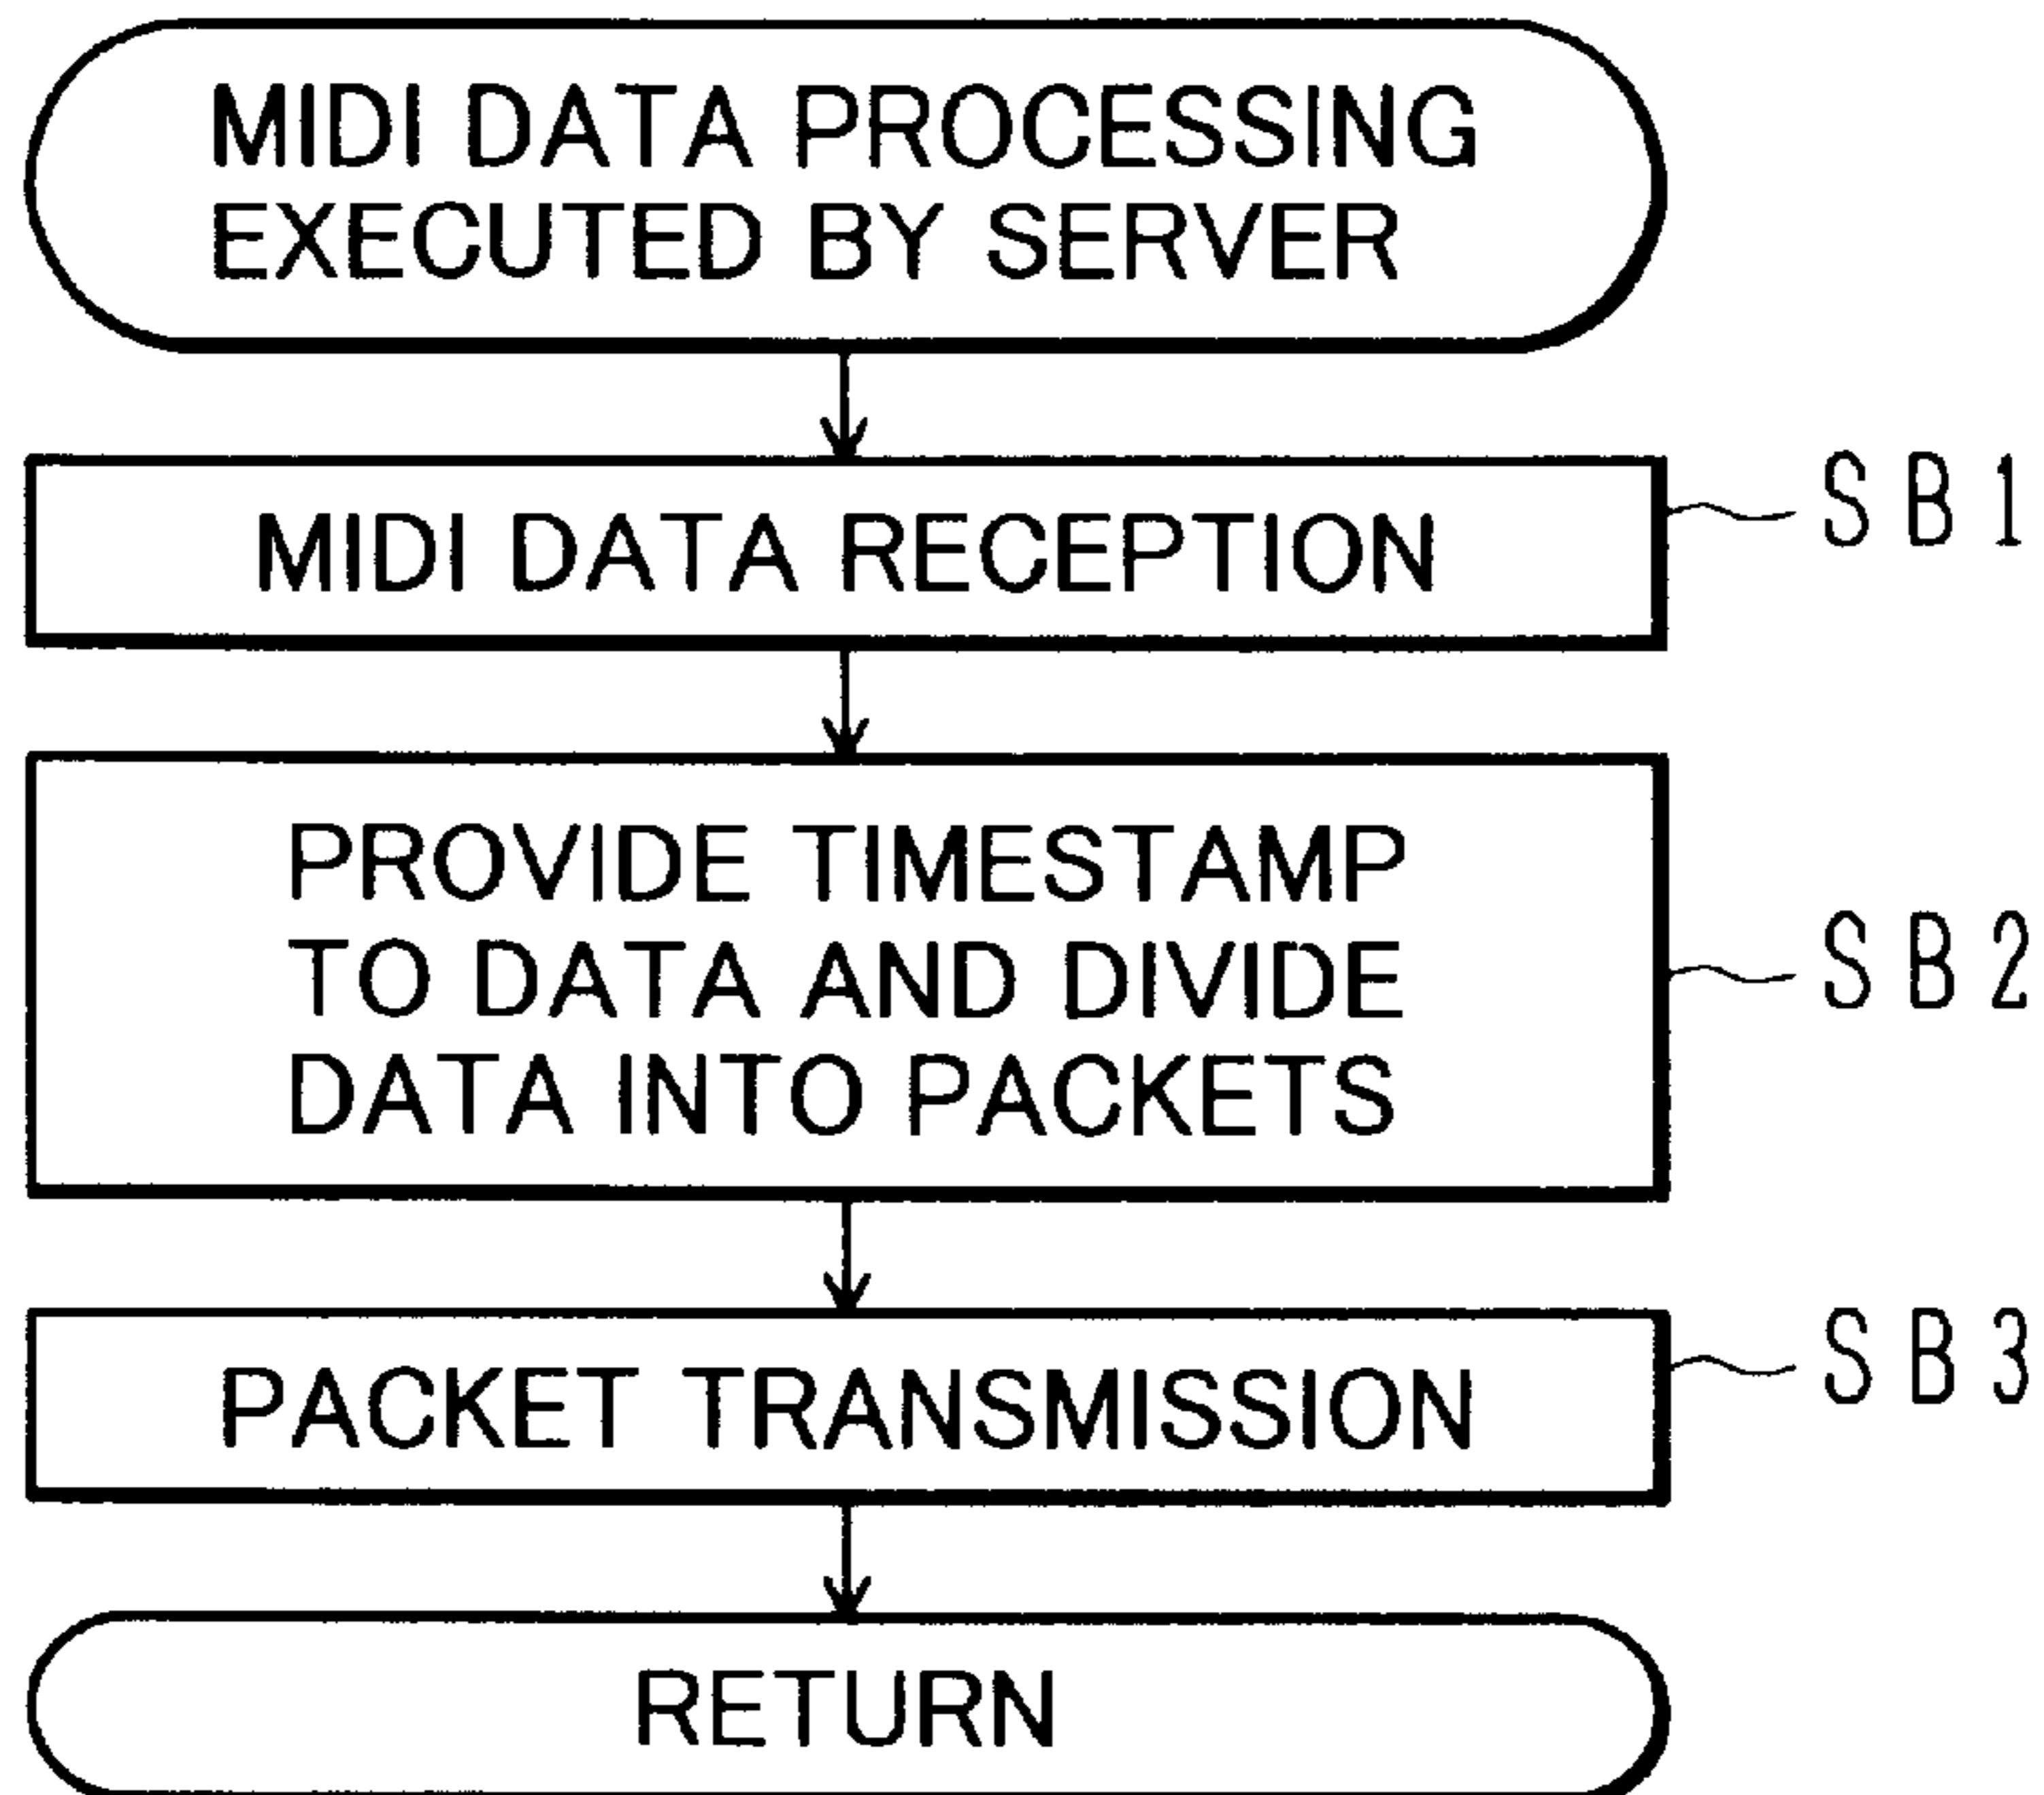 MIDI DATA PROCESSING
EXECUTED BY SERVER
MIDI DATA RECEPTION
SB1
PROVIDE TIMESTAMP
TO DATA AND DIVIDE
DATA INTO PACKETS
SB2
PACKET TRANSMISSION
SB3
RETURN